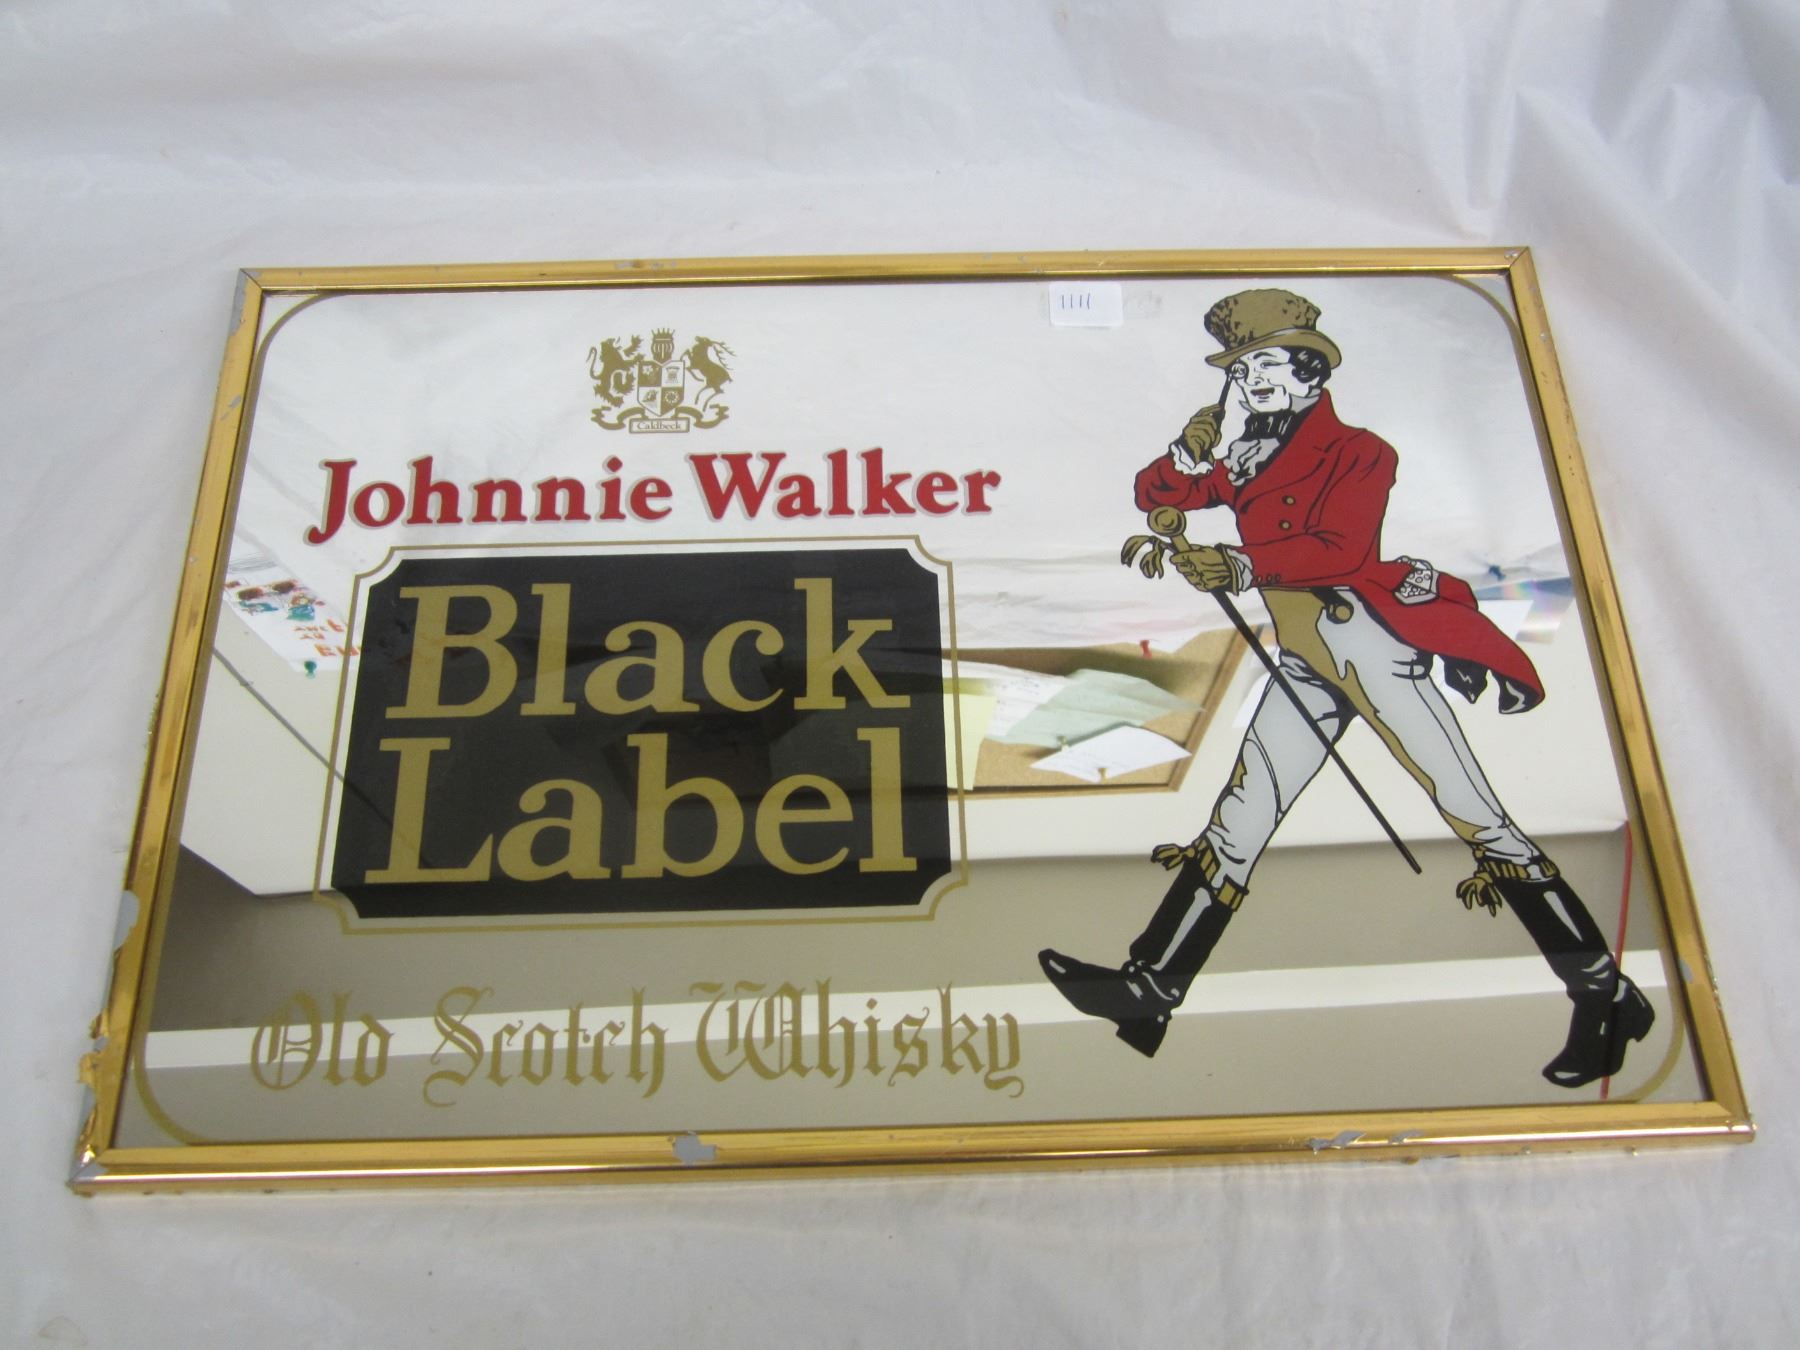 1111
Caldbeck
Johnnie Walker
Black
Label
Old Scotch Whisky